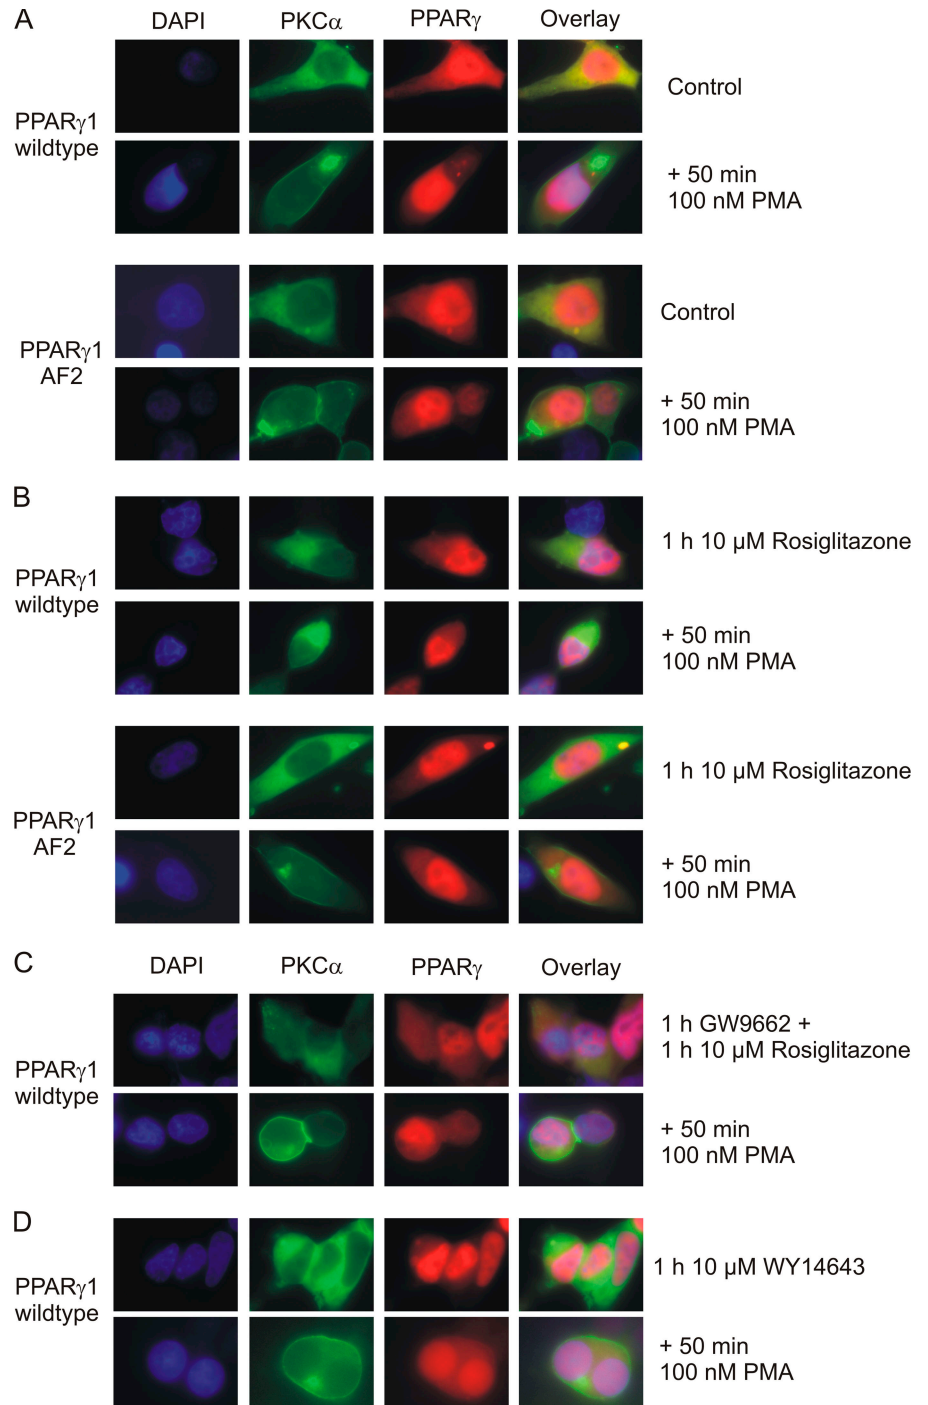 A
DAPI PKCα PPARγ Overlay
PPARγ1
wildtype
Control
+ 50 min
100 nM PMA
PPARγ1
AF2
Control
+ 50 min
100 nM PMA
B
PPARγ1
wildtype
1 h 10 µM Rosiglitazone
+ 50 min
100 nM PMA
PPARγ1
AF2
1 h 10 µM Rosiglitazone
+ 50 min
100 nM PMA
C
DAPI PKCα PPARγ Overlay
PPARγ1
wildtype
1 h GW9662 +
1 h 10 µM Rosiglitazone
+ 50 min
100 nM PMA
D
PPARγ1
wildtype
1 h 10 µM WY14643
+ 50 min
100 nM PMA